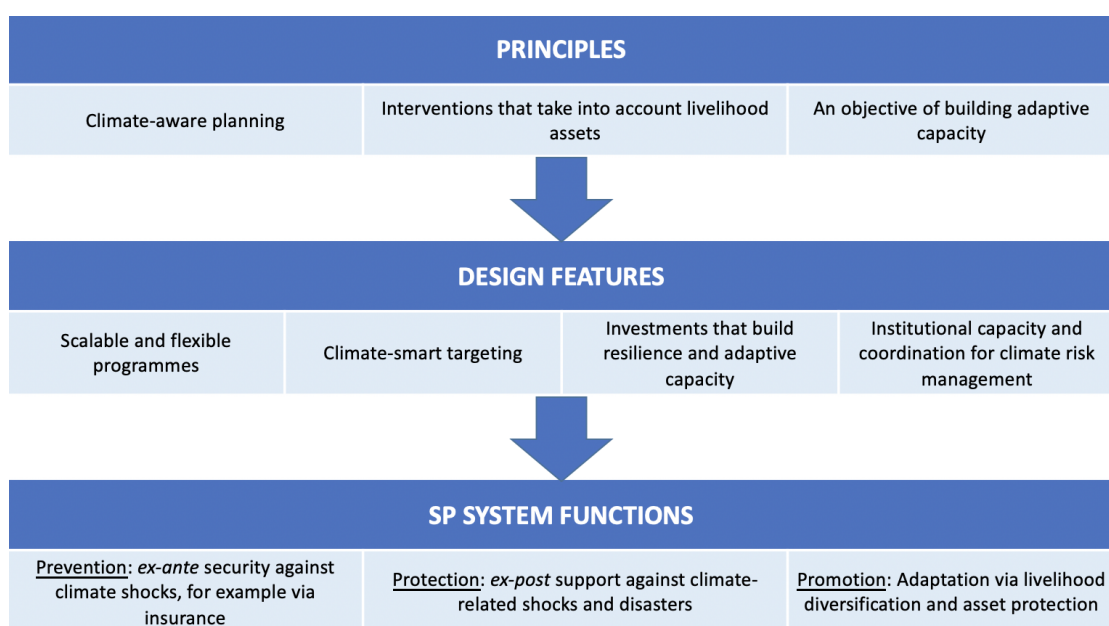 PRINCIPLES
Climate-aware planning
Interventions that take into account livelihood
assets
An objective of building adaptive
capacity
DESIGN FEATURES
Scalable and flexible
programmes
Climate-smart targeting
Investments that build
resilience and adaptive
capacity
Institutional capacity and
coordination for climate risk
management
SP SYSTEM FUNCTIONS
Prevention: ex-ante security against
climate shocks, for example via
insurance
Protection: ex-post support against climate-
related shocks and disasters
Promotion: Adaptation via livelihood
diversification and asset protection